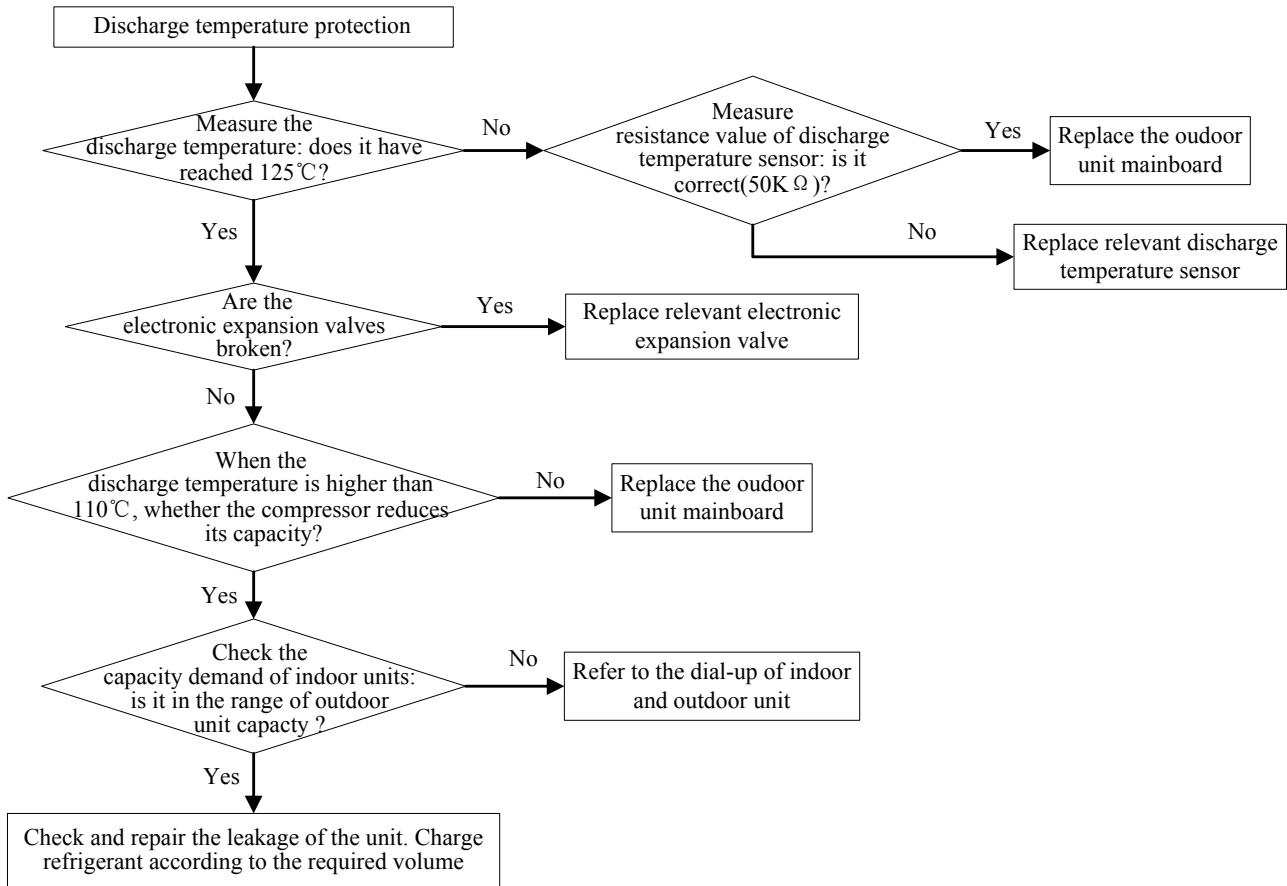 Discharge temperature protection
Measure the
discharge temperature: does it have
reached 125℃?
No
Measure
resistance value of discharge
temperature sensor: is it
correct(50KΩ)?
Yes
Replace the oudoor
unit mainboard
No
Replace relevant discharge
temperature sensor
Yes
Are the
electronic expansion valves
broken?
Yes
Replace relevant electronic
expansion valve
No
When the
discharge temperature is higher than
110℃, whether the compressor reduces
its capacity?
No
Replace the oudoor
unit mainboard
Yes
Check the
capacity demand of indoor units:
is it in the range of outdoor
unit capacty ?
No
Refer to the dial-up of indoor
and outdoor unit
Yes
Check and repair the leakage of the unit. Charge
refrigerant according to the required volume